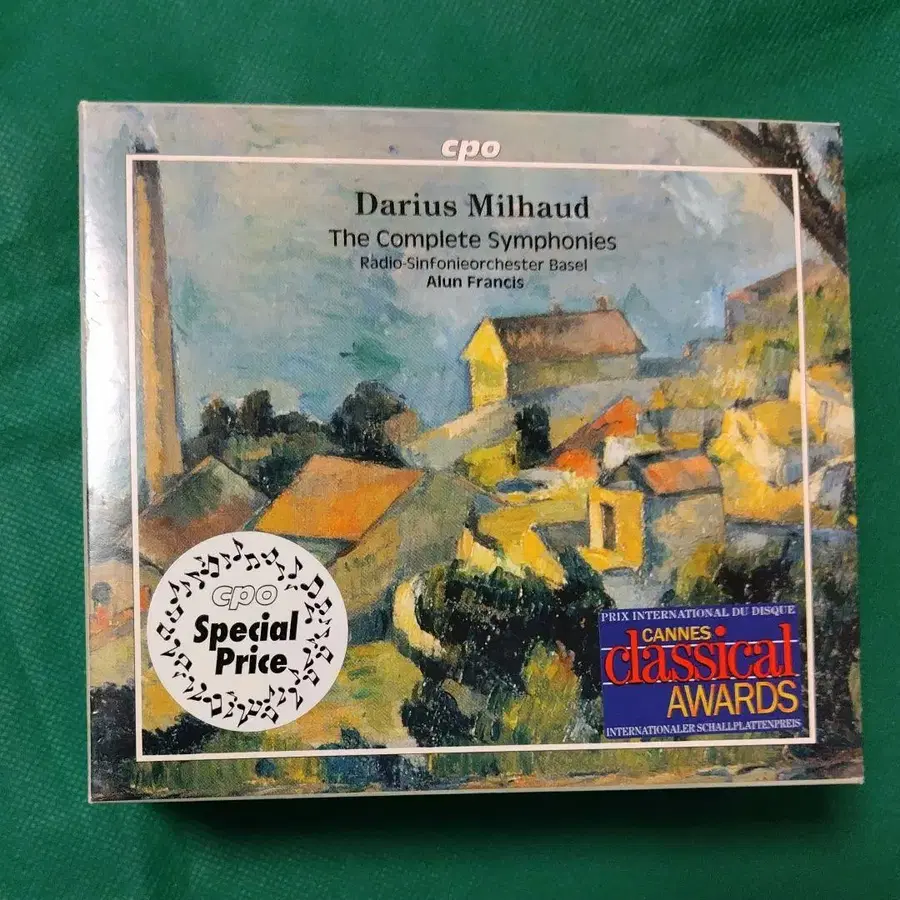 cpo
Darius Milhaud
The Complete Symphonies
Radio-Sinfonieorchester Basel
Alun Francis
cpo
Special
Price
PRIX INTERNATIONAL DU DISQUE
CANNES
classical
AWARDS
INTERNATIONALER SCHALLPLATTENPREIS